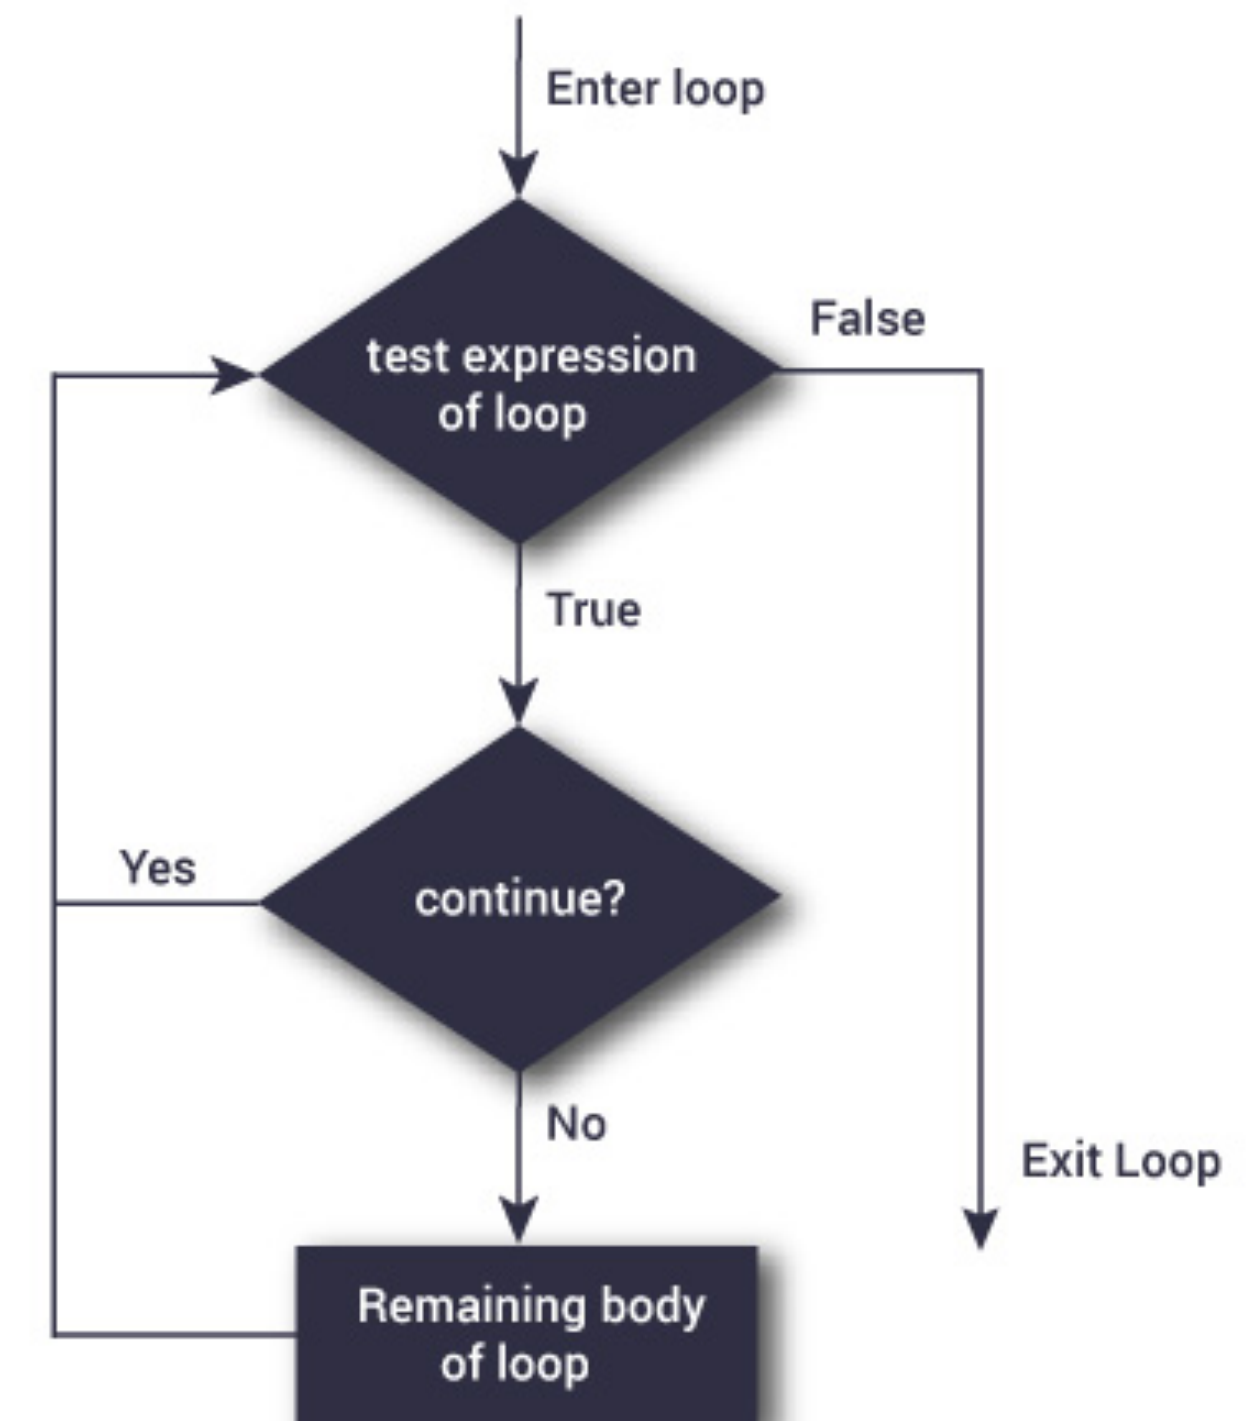 Enter loop
False
test expression
of loop
True
Yes
continue?
No
Exit Loop
Remaining body
of loop